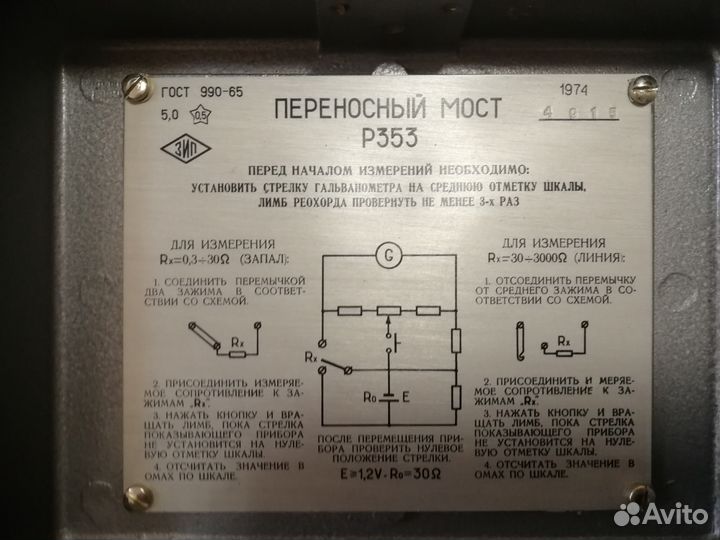 ГОСТ 990-65
5,0 0,5
ЗИП
ПЕРЕНОСНЫЙ МОСТ
Р353
1974
ПЕРЕД НАЧАЛОМ ИЗМЕРЕНИЙ НЕОБХОДИМО:
УСТАНОВИТЬ СТРЕЛКУ ГАЛЬВАНОМЕТРА НА СРЕДНЮЮ ОТМЕТКУ ШКАЛЫ,
ЛИМБ РЕОХОРДА ПРОВЕРНУТЬ НЕ МЕНЕЕ 3-х РАЗ
ДЛЯ ИЗМЕРЕНИЯ
Rx=0,3÷30Ω (ЗАПАЛ):
1. СОЕДИНИТЬ ПЕРЕМЫЧКОЙ
ДВА ЗАЖИМА В СООТВЕТ-
СТВИИ СО СХЕМОЙ.
Rx
2. ПРИСОЕДИНИТЬ ИЗМЕРЯЕ-
МОЕ СОПРОТИВЛЕНИЕ К ЗА-
ЖИМАМ „Rx".
3. НАЖАТЬ КНОПКУ И ВРА-
ЩАТЬ ЛИМБ, ПОКА СТРЕЛКА
ПОКАЗЫВАЮЩЕГО ПРИБОРА
НЕ УСТАНОВИТСЯ НА НУЛЕ-
ВУЮ ОТМЕТКУ ШКАЛЫ.
4. ОТСЧИТАТЬ ЗНАЧЕНИЕ В
ОМАХ ПО ШКАЛЕ.
G
Rx
R₀
E
ПОСЛЕ ПЕРЕМЕЩЕНИЯ ПРИ-
БОРА ПРОВЕРИТЬ НУЛЕВОЕ
ПОЛОЖЕНИЕ СТРЕЛКИ.
E≅1,2V · R₀=30Ω
ДЛЯ ИЗМЕРЕНИЯ
Rx=30÷3000Ω (ЛИНИЯ):
1. ОТСОЕДИНИТЬ ПЕРЕМЫЧКУ
ОТ СРЕДНЕГО ЗАЖИМА В СО-
ОТВЕТСТВИИ СО СХЕМОЙ.
Rx
2. ПРИСОЕДИНИТЬ И МЕРЯЕ-
МОЕ СОПРОТИВЛЕНИЕ К ЗА-
ЖИМАМ „Rx".
3. НАЖАТЬ КНОПКУ И ВРА-
ЩАТЬ ЛИМБ, ПОКА СТРЕЛКА
ПОКАЗЫВАЮЩЕГО ПРИБОРА
НЕ УСТАНОВИТСЯ НА НУЛЕ-
ВУЮ ОТМЕТКУ ШКАЛЫ.
4. ОТСЧИТАТЬ ЗНАЧЕНИЕ В
ОМАХ ПО ШКАЛЕ.
Avito